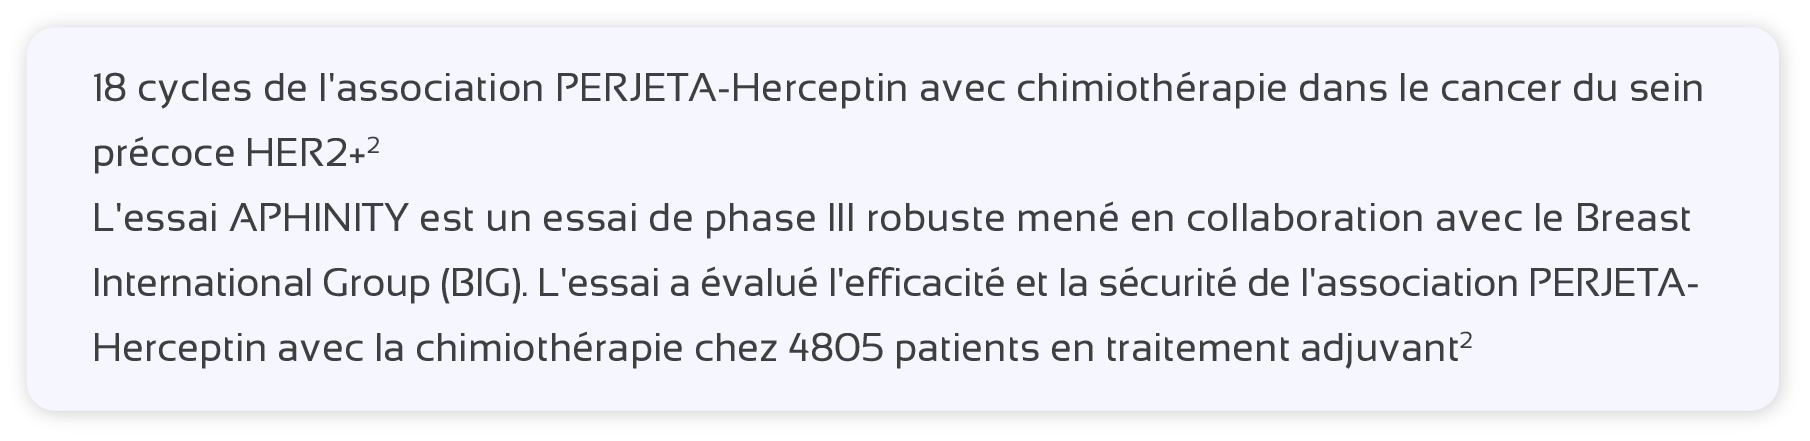 18 cycles de l'association PERJETA-Herceptin avec chimiothérapie dans le cancer du sein
précoce HER2+²
L'essai APHINITY est un essai de phase III robuste mené en collaboration avec le Breast
International Group (BIG). L'essai a évalué l'efficacité et la sécurité de l'association PERJETA-
Herceptin avec la chimiothérapie chez 4805 patients en traitement adjuvant²